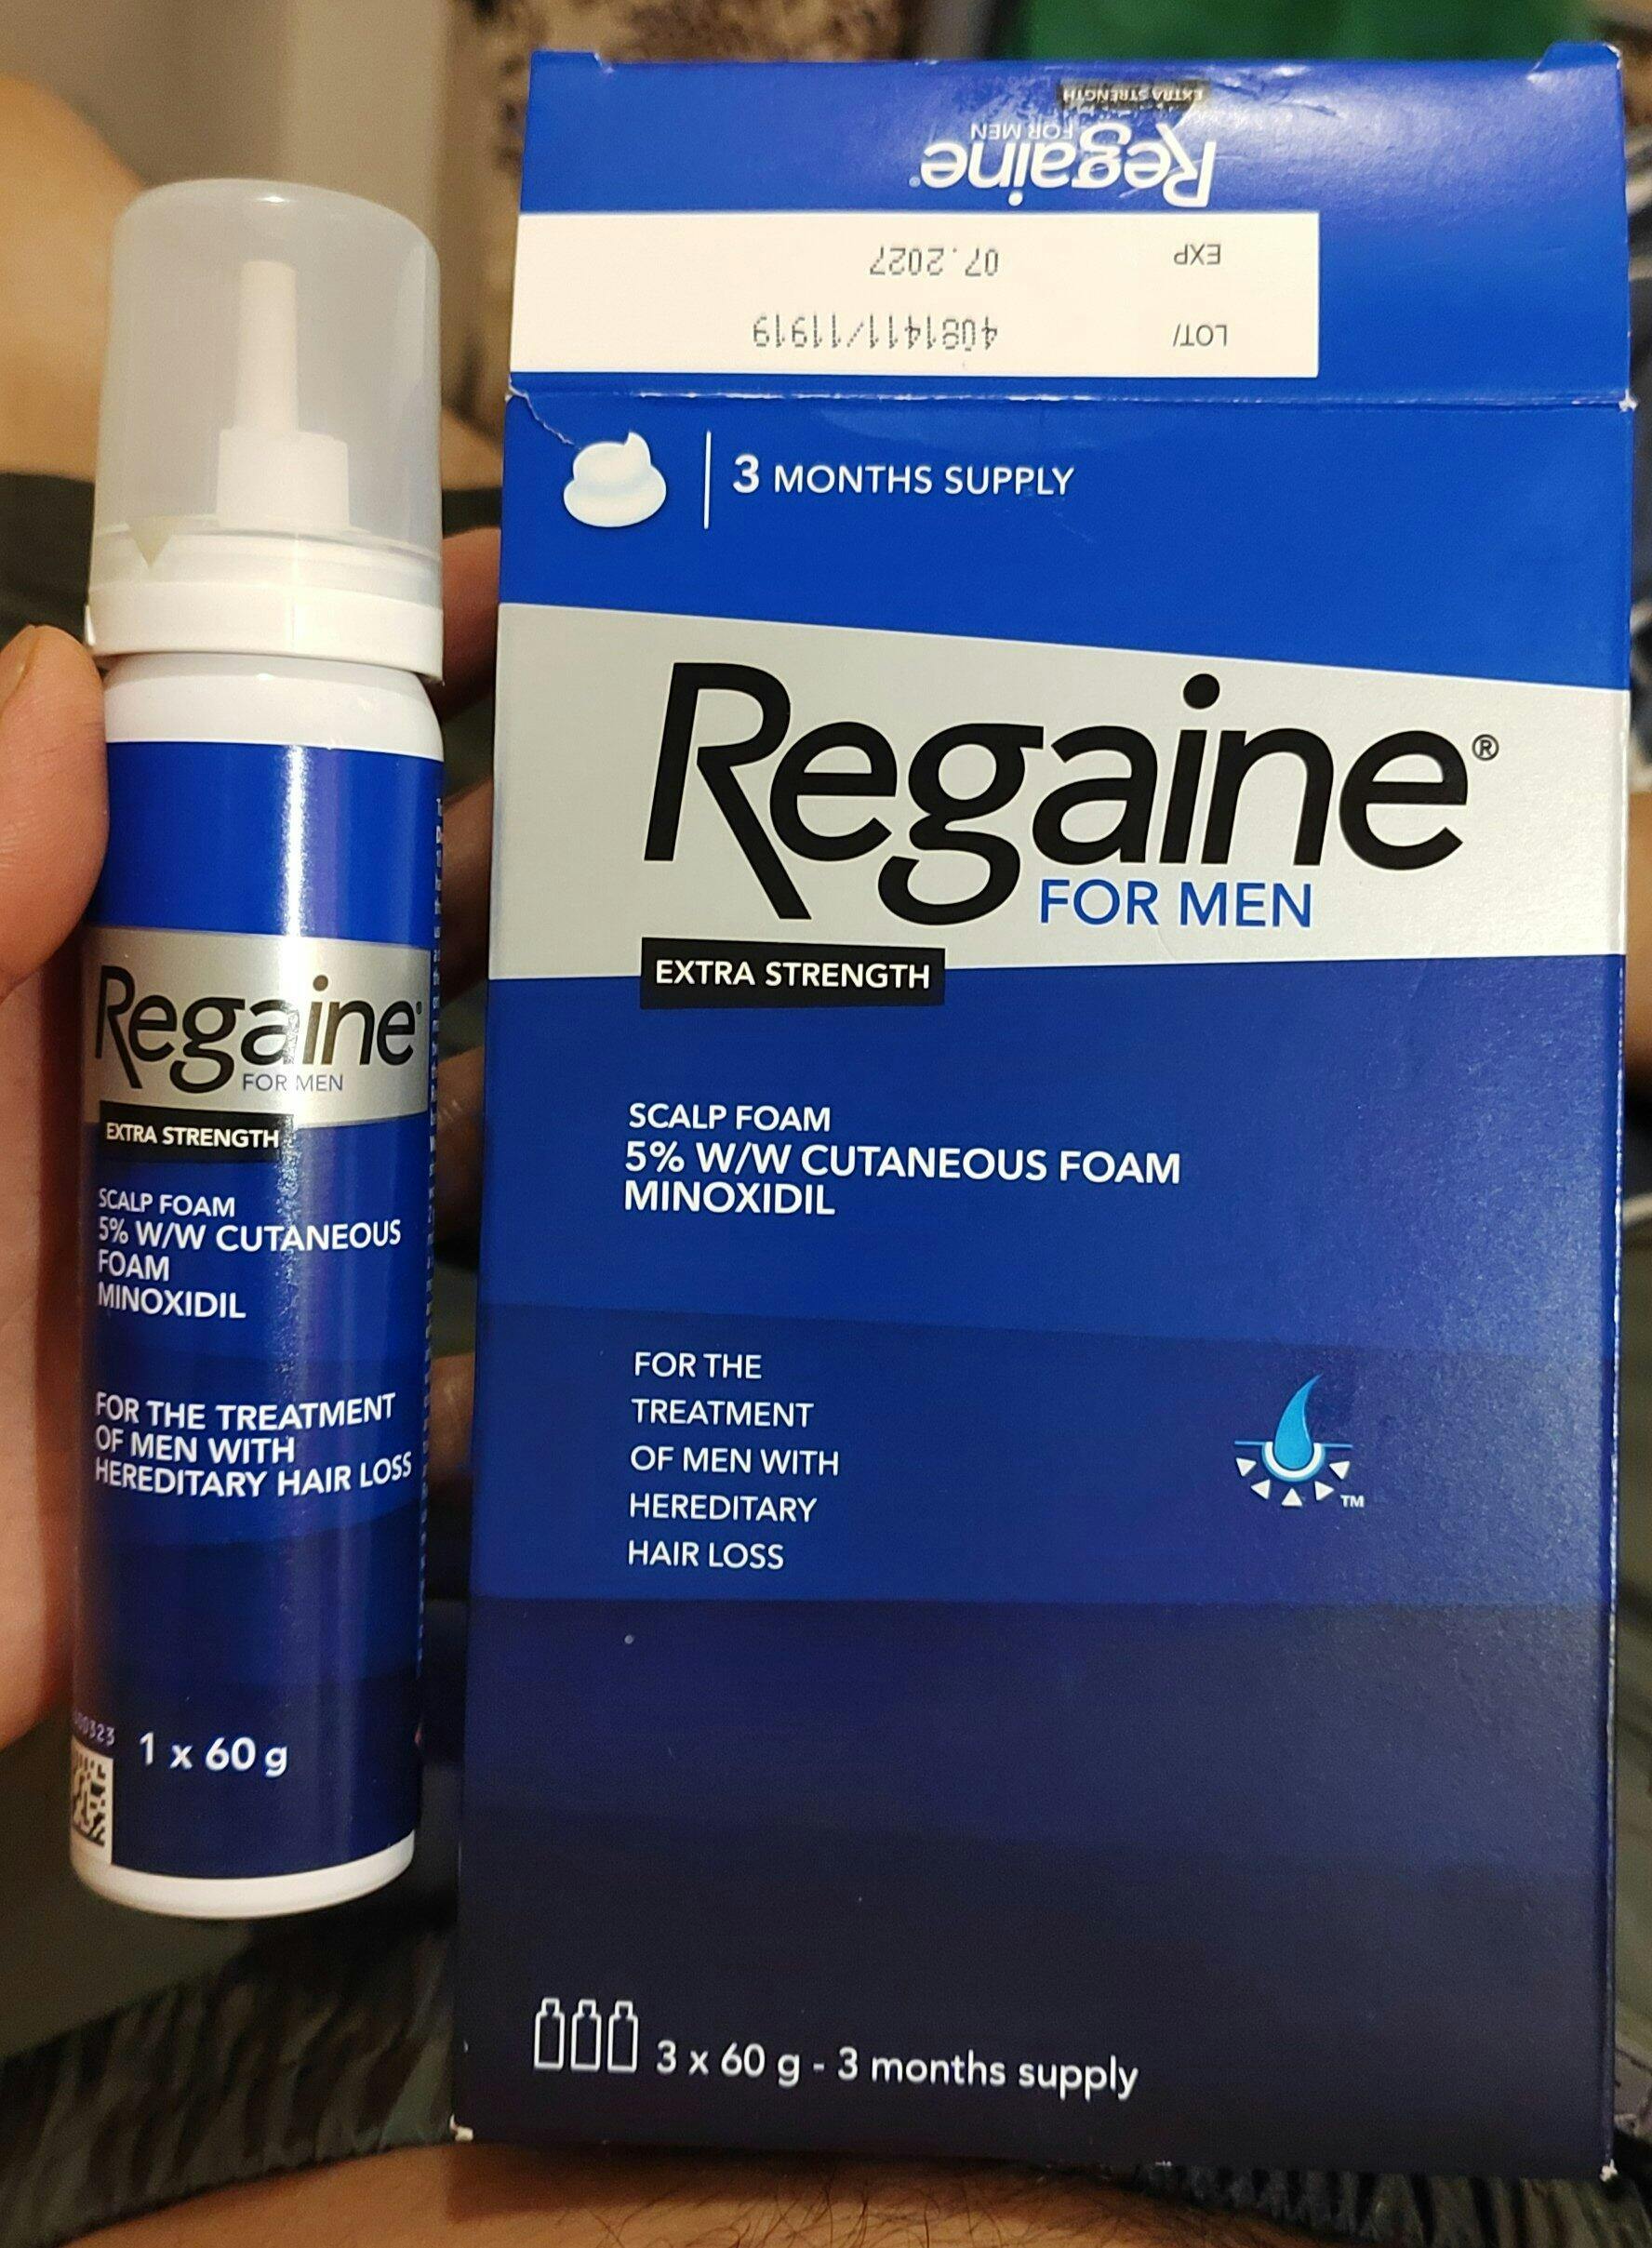 EXTRA STRENGTH
Regaine®
FOR MEN
EXP 07.2027
LOT/ 4081411/11919
3 MONTHS SUPPLY
Regaine®
FOR MEN
EXTRA STRENGTH
SCALP FOAM
5% W/W CUTANEOUS FOAM
MINOXIDIL
FOR THE
TREATMENT
OF MEN WITH
HEREDITARY
HAIR LOSS
TM
3 x 60 g - 3 months supply
Regaine®
FOR MEN
EXTRA STRENGTH
SCALP FOAM
5% W/W CUTANEOUS
FOAM
MINOXIDIL
FOR THE TREATMENT
OF MEN WITH
HEREDITARY HAIR LOSS
1 x 60 g